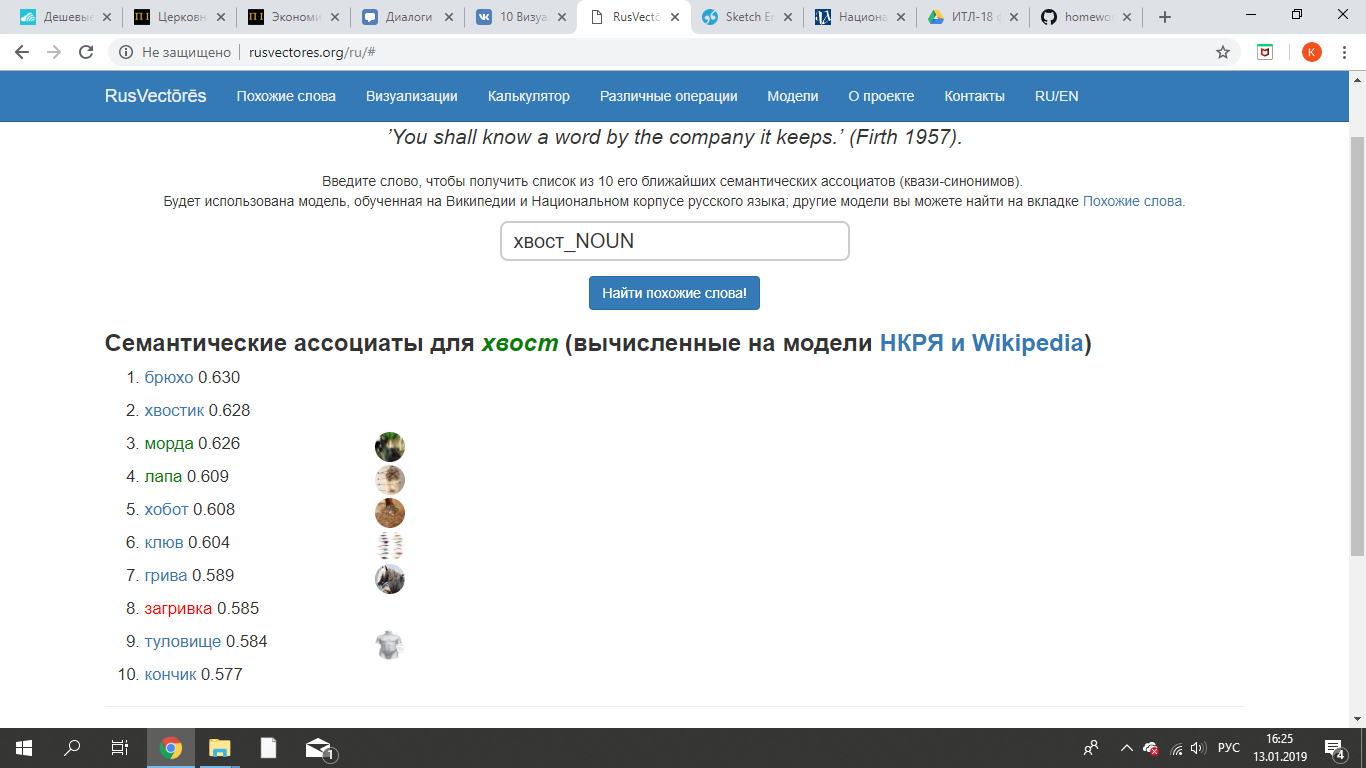 Дешевые
Церковн
Экономи
Диалоги
10 Визуа
RusVectō
Sketch En
Национа
ИТЛ-18 ф
homewor
Не защищено | rusvectores.org/ru/#
K
RusVectōrēs Похожие слова Визуализации Калькулятор Различные операции Модели О проекте Контакты RU/EN
’You shall know a word by the company it keeps.’ (Firth 1957).
Введите слово, чтобы получить список из 10 его ближайших семантических ассоциатов (квази-синонимов).
Будет использована модель, обученная на Википедии и Национальном корпусе русского языка; другие модели вы можете найти на вкладке Похожие слова.
хвост_NOUN
Найти похожие слова!
Семантические ассоциаты для хвост (вычисленные на модели НКРЯ и Wikipedia)
1. брюхо 0.630
2. хвостик 0.628
3. морда 0.626
4. лапа 0.609
5. хобот 0.608
6. клюв 0.604
7. грива 0.589
8. загривка 0.585
9. туловище 0.584
10. кончик 0.577
1
РУС
16:25
13.01.2019
4